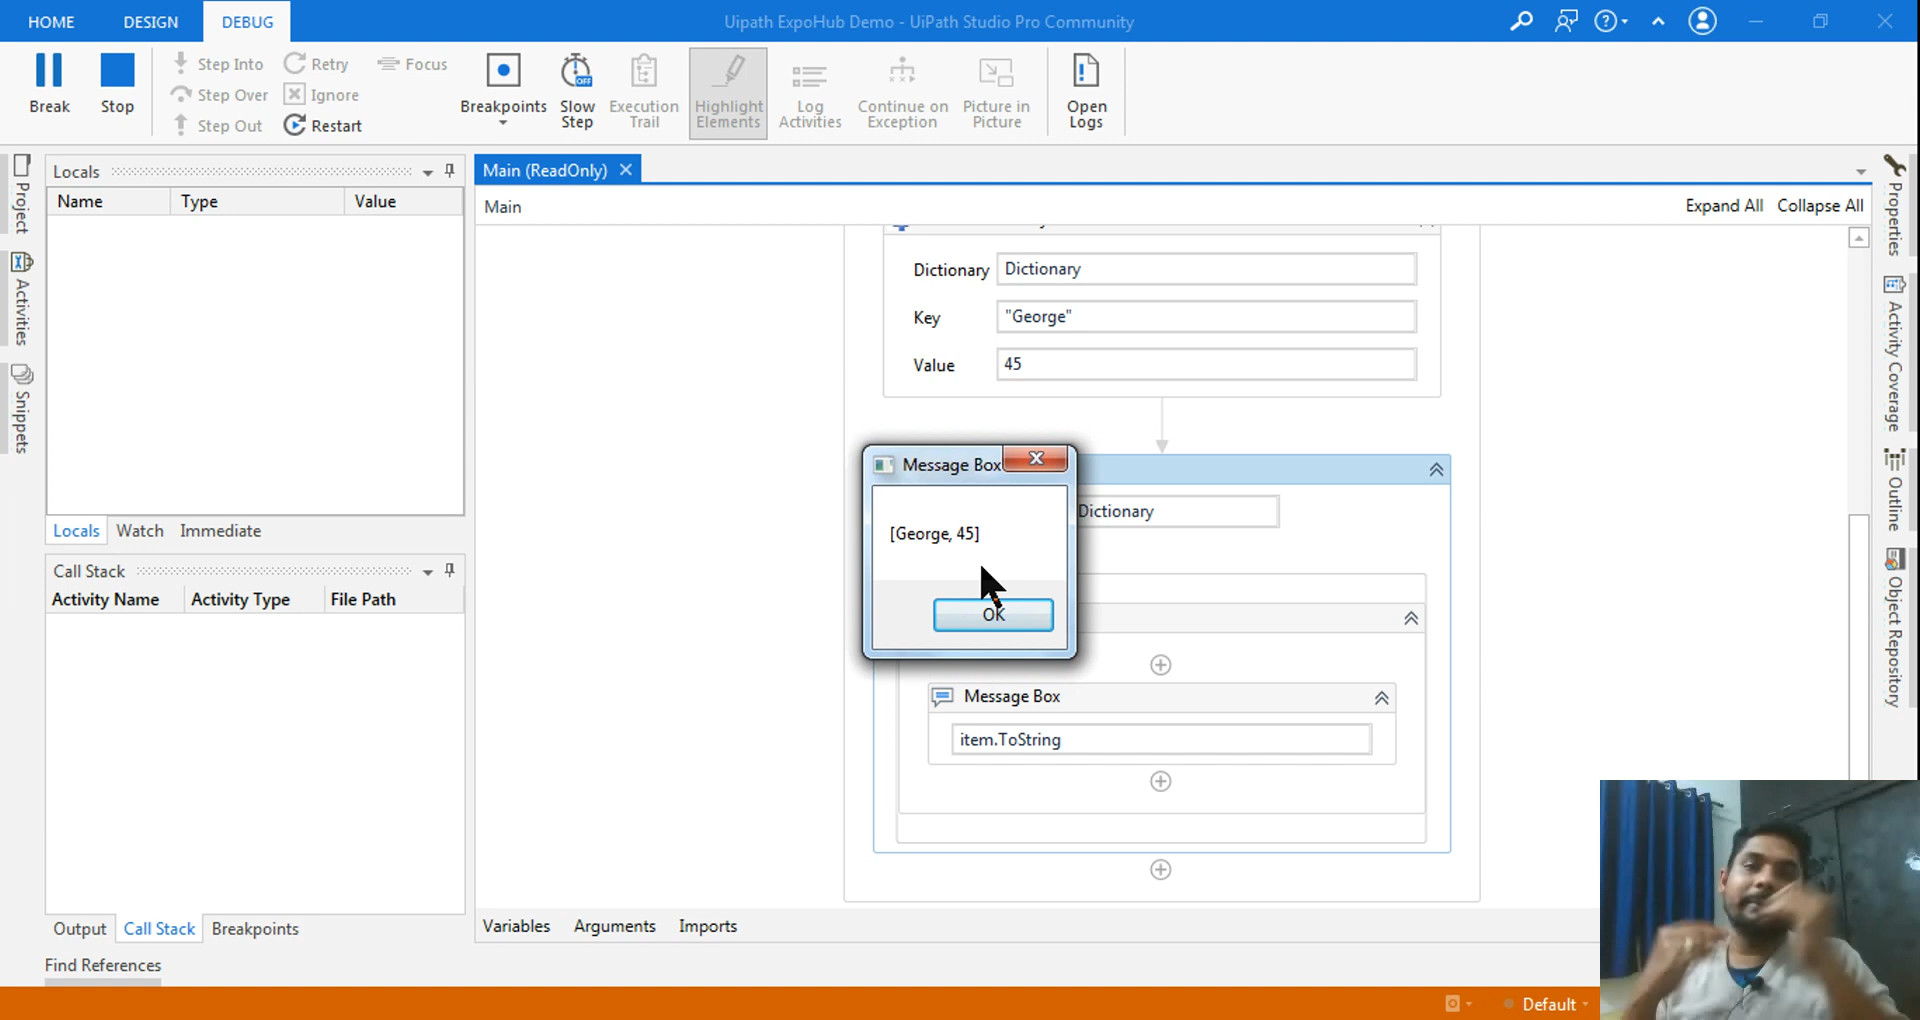 HOME DESIGN DEBUG Uipath ExpoHub Demo - UiPath Studio Pro Community
Break
Stop
Step Into
Step Over
Step Out
Retry
Ignore
Restart
Focus
Breakpoints
Slow
Step
Execution
Trail
Highlight
Elements
Log
Activities
Continue on
Exception
Picture in
Picture
Open
Logs
Project
Activities
Snippets
Locals
Name Type Value
Locals Watch Immediate
Call Stack
Activity Name Activity Type File Path
Output Call Stack Breakpoints
Find References
Main (ReadOnly)
Main Expand All Collapse All
Dictionary Dictionary
Key "George"
Value 45
Message Box
[George, 45]
OK
Dictionary
Message Box
item.ToString
Variables Arguments Imports
Properties
Activity Coverage
Outline
Object Repository
Default